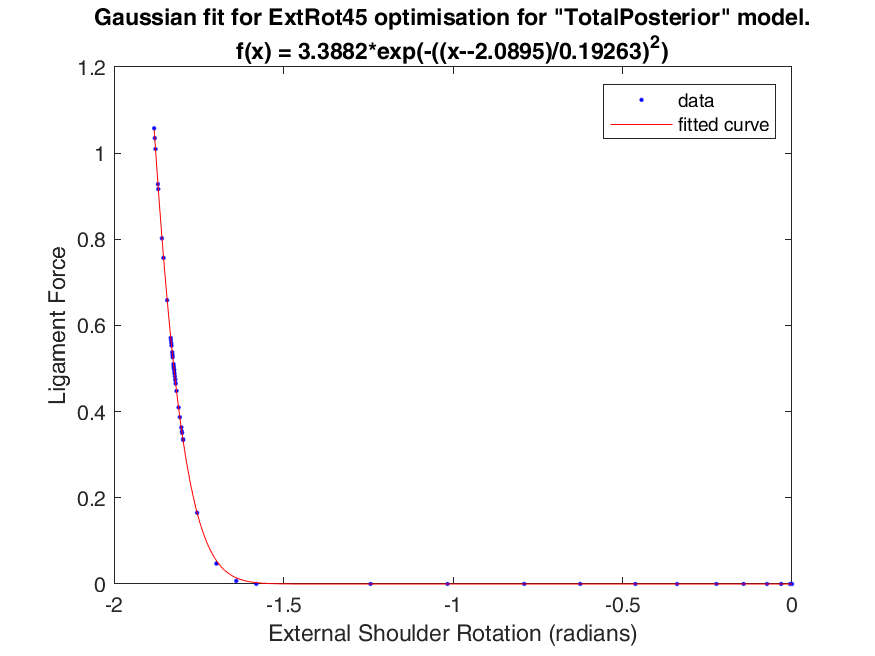 Gaussian fit for ExtRot45 optimisation for "TotalPosterior" model.
f(x) = 3.3882*exp(-((x--2.0895)/0.19263)²)
data
fitted curve
1.2
1
0.8
0.6
0.4
0.2
0
Ligament Force
-2
-1.5
-1
-0.5
0
External Shoulder Rotation (radians)